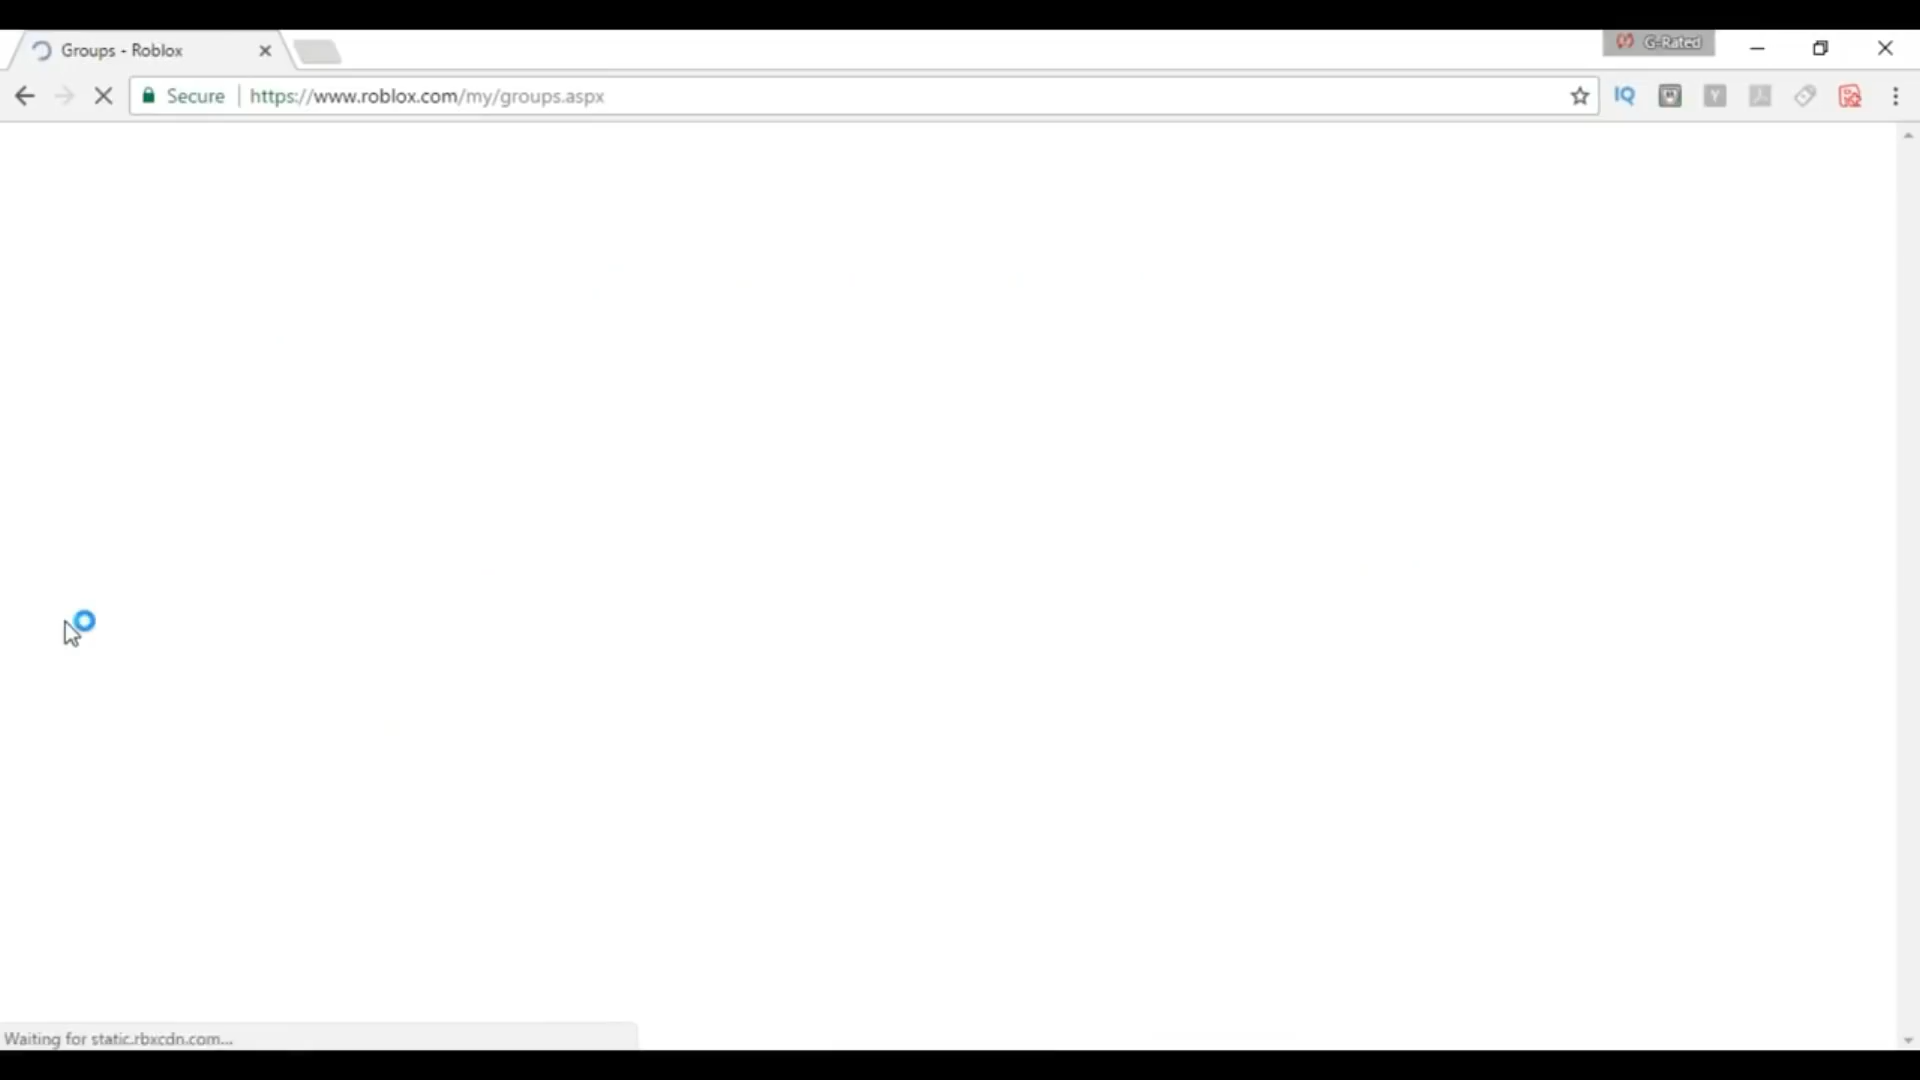 Groups - Roblox
G-Rated
Secure
https://www.roblox.com/my/groups.aspx
IQ
Y
Waiting for static.rbxcdn.com...